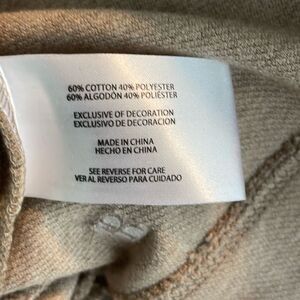 60% COTTON 40% POLYESTER
60% ALGODÓN 40% POLIÉSTER
EXCLUSIVE OF DECORATION
EXCLUSIVO DE DECORACION
MADE IN CHINA
HECHO EN CHINA
SEE REVERSE FOR CARE
VER AL REVERSO PARA CUIDADO